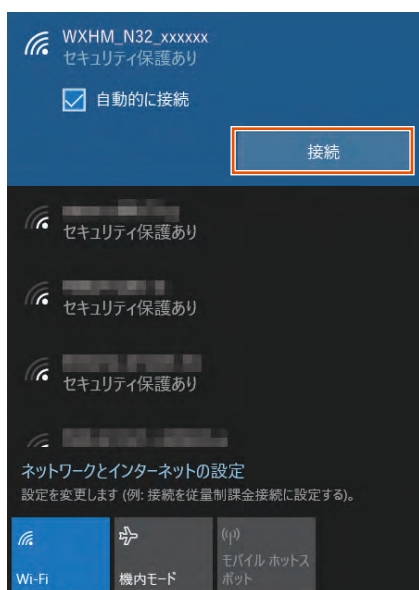 WXHM_N32_xxxxxx
セキュリティ保護あり
自動的に接続
接続
セキュリティ保護あり
セキュリティ保護あり
セキュリティ保護あり
ネットワークとインターネットの設定
設定を変更します (例: 接続を従量制課金接続に設定する)。
Wi-Fi
機内モード
モバイル ホットス
ポット